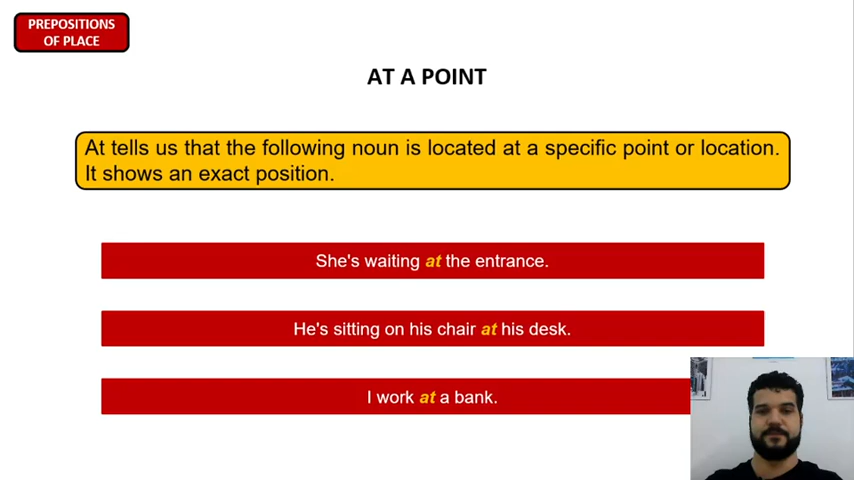 PREPOSITIONS
OF PLACE
AT A POINT
At tells us that the following noun is located at a specific point or location.
It shows an exact position.
She's waiting at the entrance.
He's sitting on his chair at his desk.
I work at a bank.